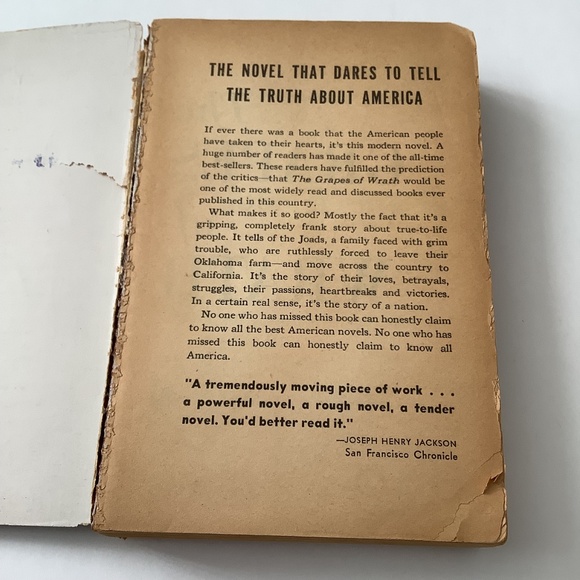 THE NOVEL THAT DARES TO TELL
THE TRUTH ABOUT AMERICA
If ever there was a book that the American people
have taken to their hearts, it's this modern novel. A
huge number of readers has made it one of the all-time
best-sellers. These readers have fulfilled the prediction
of the critics—that The Grapes of Wrath would be
one of the most widely read and discussed books ever
published in this country.
What makes it so good? Mostly the fact that it's a
gripping, completely frank story about true-to-life
people. It tells of the Joads, a family faced with grim
trouble, who are ruthlessly forced to leave their
Oklahoma farm—and move across the country to
California. It's the story of their loves, betrayals,
struggles, their passions, heartbreaks and victories.
In a certain real sense, it's the story of a nation.
No one who has missed this book can honestly claim
to know all the best American novels. No one who has
missed this book can honestly claim to know all
America.
"A tremendously moving piece of work . . .
a powerful novel, a rough novel, a tender
novel. You'd better read it."
—JOSEPH HENRY JACKSON
San Francisco Chronicle